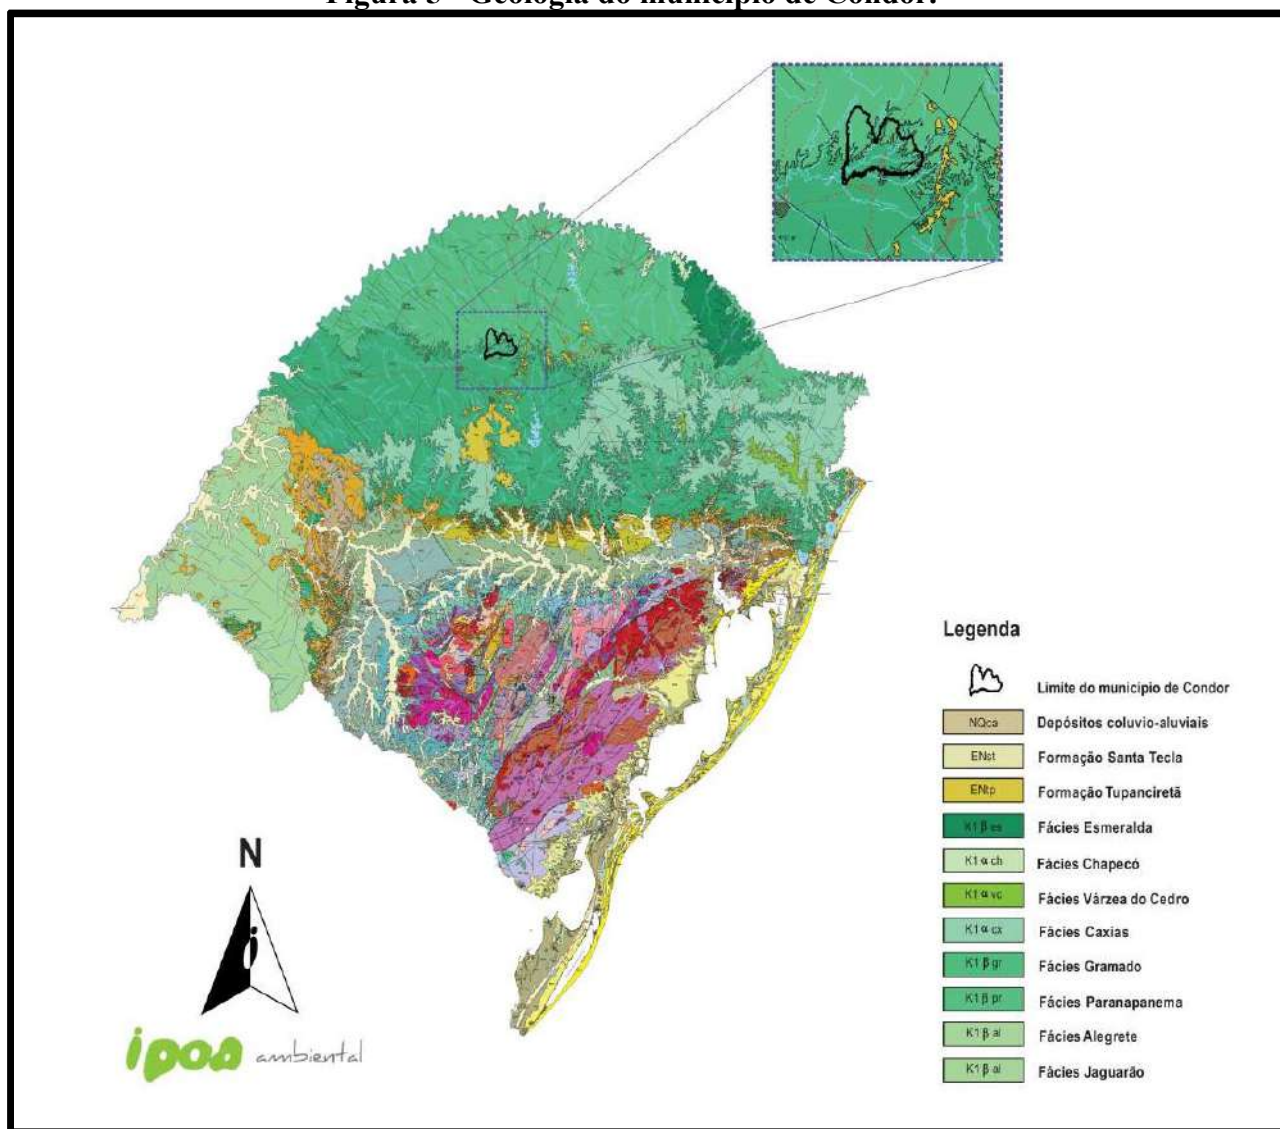 Figura 5 - Geologia do município de Condor.
Legenda
Limite do município de Condor
NQca Depósitos coluvio-aluviais
ENst Formação Santa Tecla
ENtp Formação Tupanciretã
K1 β es Fácies Esmeralda
K1 α ch Fácies Chapecó
K1 α vc Fácies Várzea do Cedro
K1 α cx Fácies Caxias
K1 β gr Fácies Gramado
K1 β pr Fácies Paranapanema
K1 β al Fácies Alegrete
K1 β al Fácies Jaguarão
N
ipoa ambiental